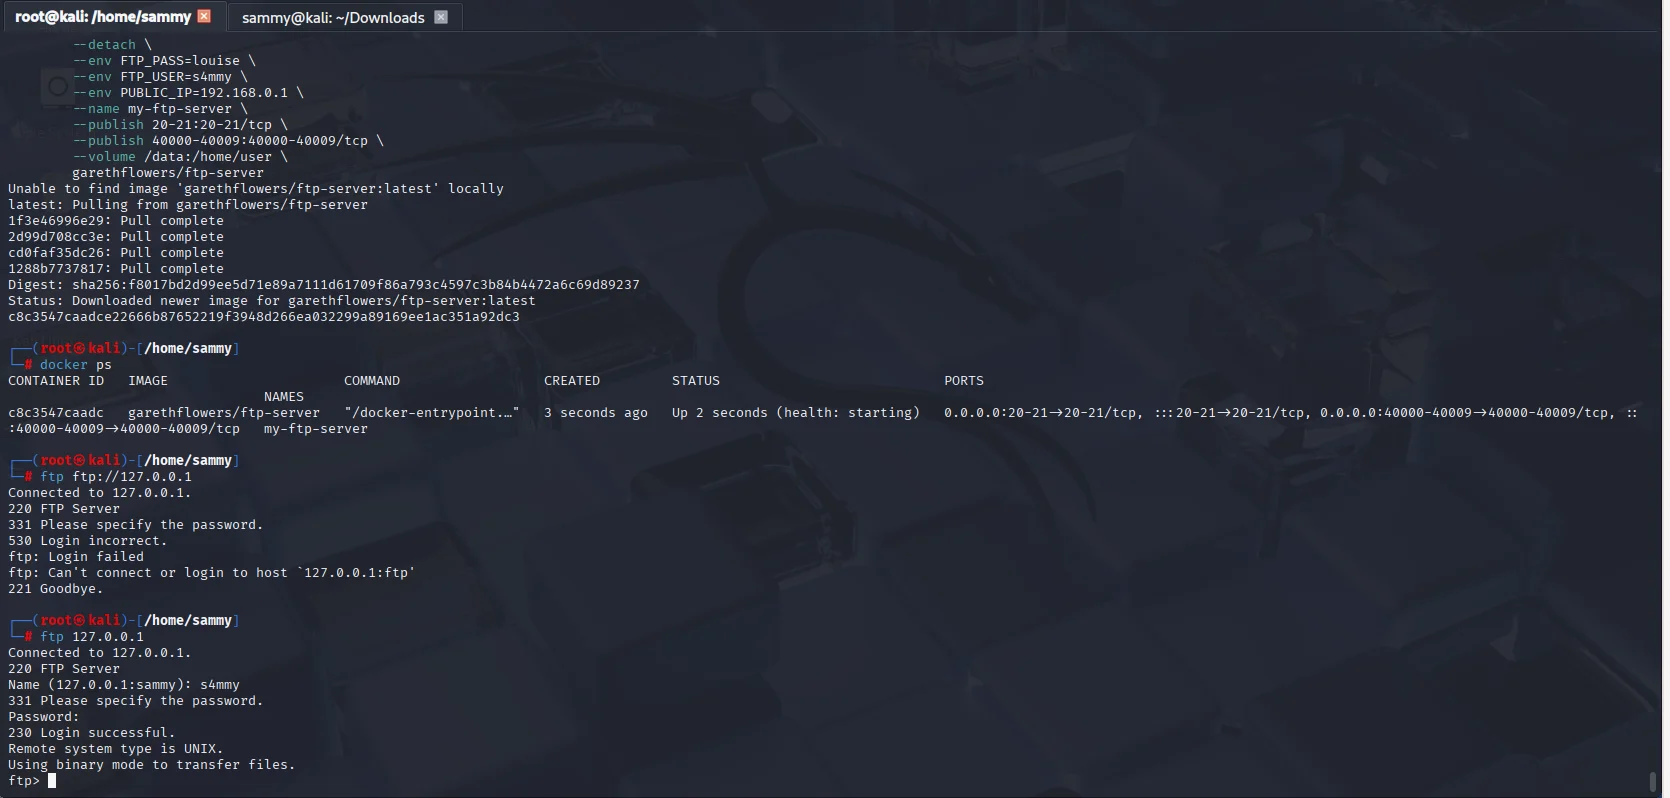 root@kali: /home/sammy
sammy@kali: ~/Downloads
--detach \
--env FTP_PASS=louise \
--env FTP_USER=s4mmy \
--env PUBLIC_IP=192.168.0.1 \
--name my-ftp-server \
--publish 20-21:20-21/tcp \
--publish 40000-40009:40000-40009/tcp \
--volume /data:/home/user \
garethflowers/ftp-server
Unable to find image 'garethflowers/ftp-server:latest' locally
latest: Pulling from garethflowers/ftp-server
1f3e46996e29: Pull complete
2d99d708cc3e: Pull complete
cd0faf35dc26: Pull complete
1288b7737817: Pull complete
Digest: sha256:f8017bd2d99ee5d71e89a7111d61709f86a793c4597c3b84b4472a6c69d89237
Status: Downloaded newer image for garethflowers/ftp-server:latest
c8c3547caadce22666b87652219f3948d266ea032299a89169ee1ac351a92dc3
┌──(root㉿kali)-[/home/sammy]
└─# docker ps
CONTAINER ID   IMAGE                      COMMAND                  CREATED         STATUS                            PORTS
NAMES
c8c3547caadc   garethflowers/ftp-server   "/docker-entrypoint.…"   3 seconds ago   Up 2 seconds (health: starting)   0.0.0.0:20-21→20-21/tcp, :::20-21→20-21/tcp, 0.0.0.0:40000-40009→40000-40009/tcp, ::
:40000-40009→40000-40009/tcp   my-ftp-server
┌──(root㉿kali)-[/home/sammy]
└─# ftp ftp://127.0.0.1
Connected to 127.0.0.1.
220 FTP Server
331 Please specify the password.
530 Login incorrect.
ftp: Login failed
ftp: Can't connect or login to host `127.0.0.1:ftp'
221 Goodbye.
┌──(root㉿kali)-[/home/sammy]
└─# ftp 127.0.0.1
Connected to 127.0.0.1.
220 FTP Server
Name (127.0.0.1:sammy): s4mmy
331 Please specify the password.
Password:
230 Login successful.
Remote system type is UNIX.
Using binary mode to transfer files.
ftp>